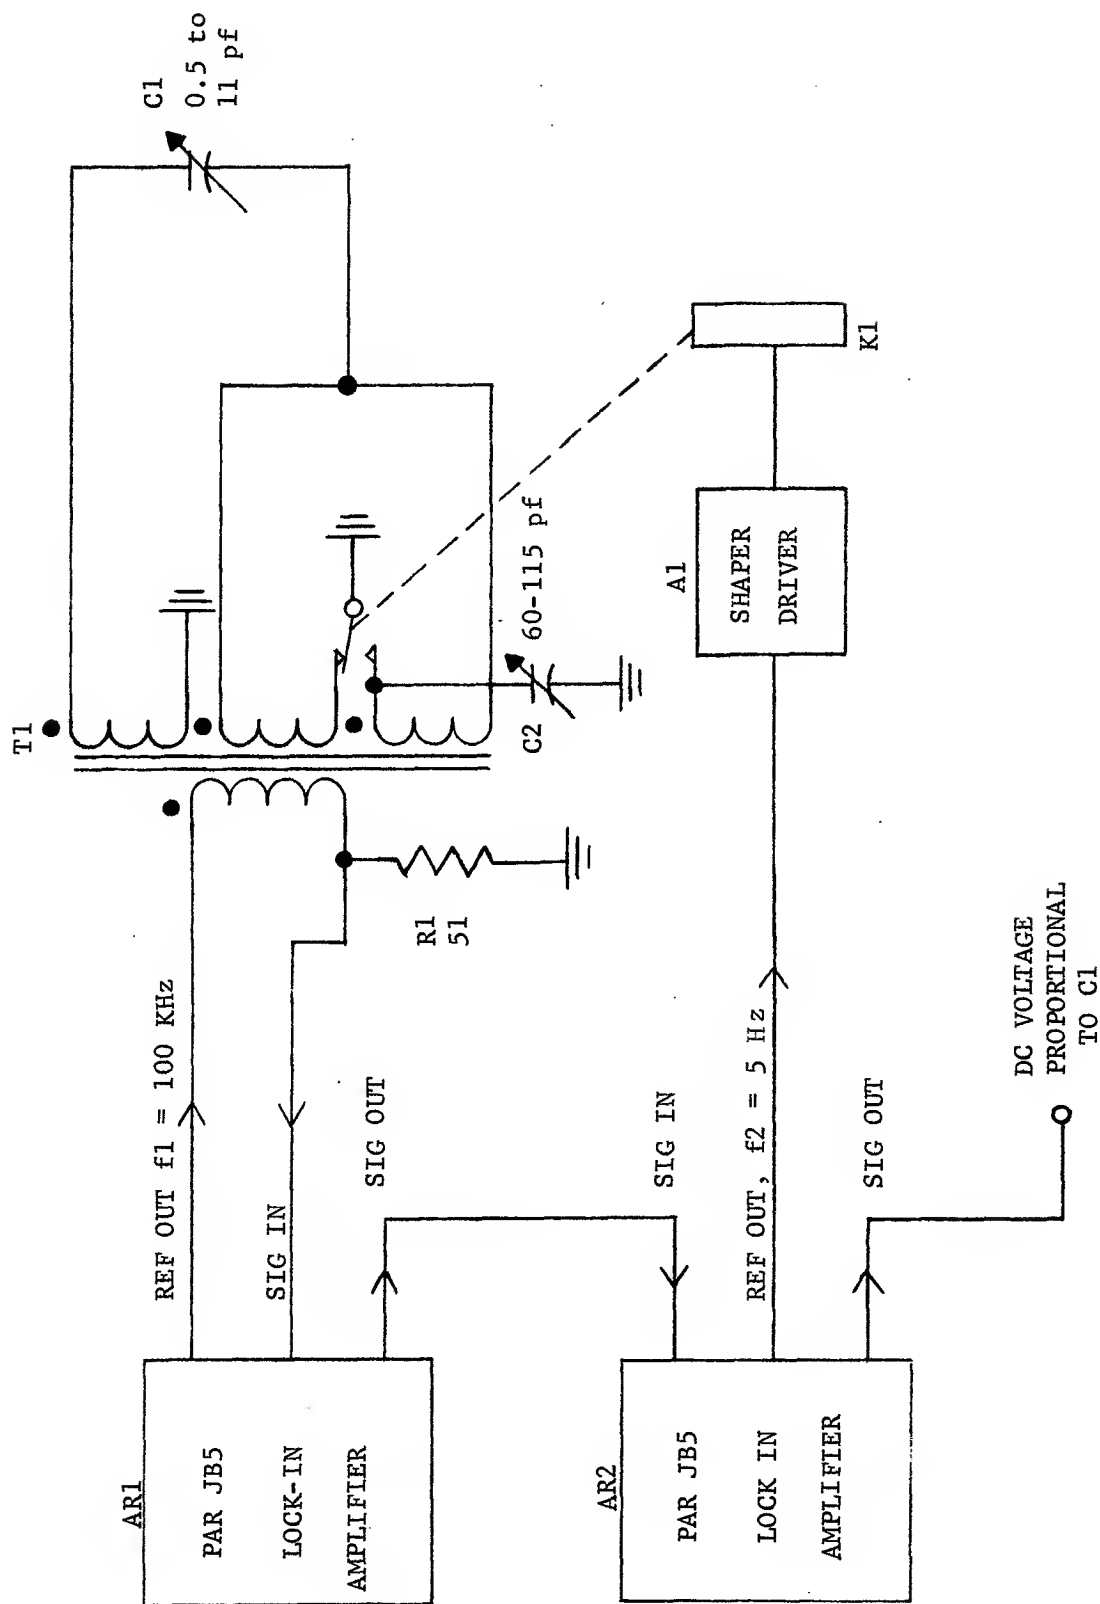 C1
0.5 to
11 pf
T1
60-115 pf
C2
K1
A1
SHAPER
DRIVER
R1
51
REF OUT f1 = 100 KHz
SIG IN
SIG OUT
SIG IN
REF OUT, f2 = 5 Hz
SIG OUT
DC VOLTAGE
PROPORTIONAL
TO C1
AR1
PAR JB5
LOCK-IN
AMPLIFIER
AR2
PAR JB5
LOCK IN
AMPLIFIER